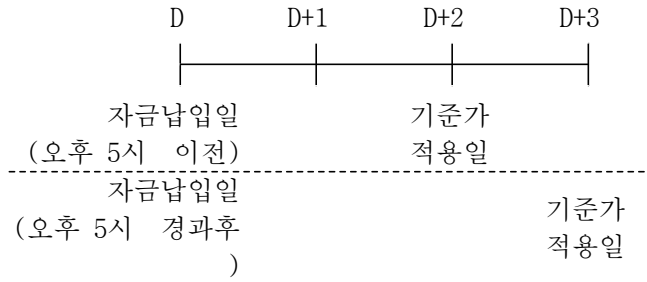 D D+1 D+2 D+3
자금납입일 기준가
(오후 5시 이전) 적용일
자금납입일
기준가
(오후 5시 경과후
적용일
)